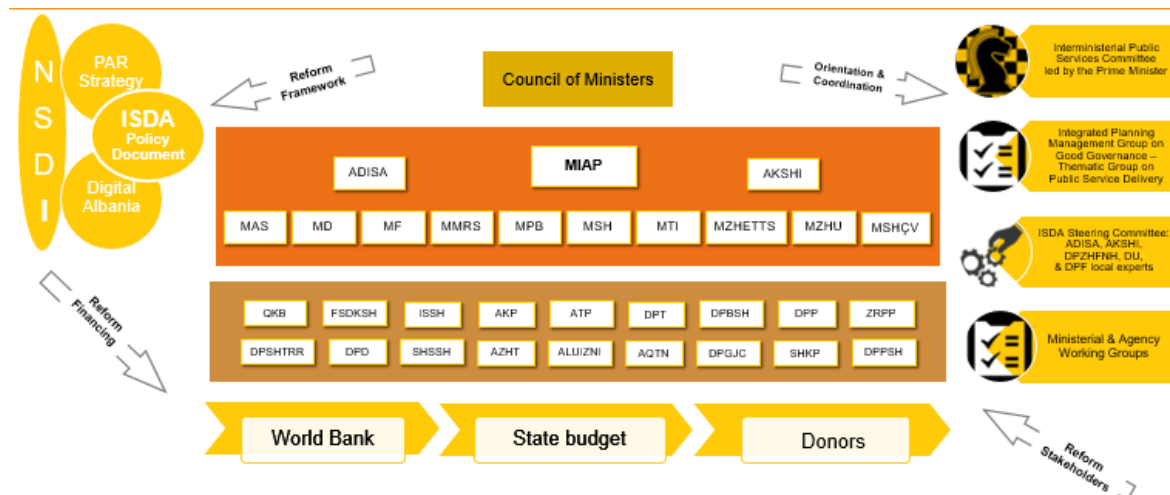 N
S
D
I
PAR
Strategy
ISDA
Policy
Document
Digital
Albania
Reform
Framework
Council of Ministers
Orientation &
Coordination
Interministerial Public
Services Committee
led by the Prime Minister
ADISA
MIAP
AKSHI
MAS
MD
MF
MMRS
MPB
MSH
MTI
MZHETTS
MZHU
MSHÇV
Integrated Planning
Management Group on
Good Governance –
Thematic Group on
Public Service Delivery
ISDA Steering Committee:
ADISA, AKSHI,
DPZHFNH, DU,
& DPF local experts
Reform
Financing
QKB
FSDKSH
ISSH
AKP
ATP
DPT
DPBSH
DPP
ZRPP
DPSHTRR
DPD
SHSSH
AZHT
ALUIZNI
AQTN
DPGJC
SHKP
DPPSH
Ministerial & Agency
Working Groups
World Bank
State budget
Donors
Reform
Stakeholders